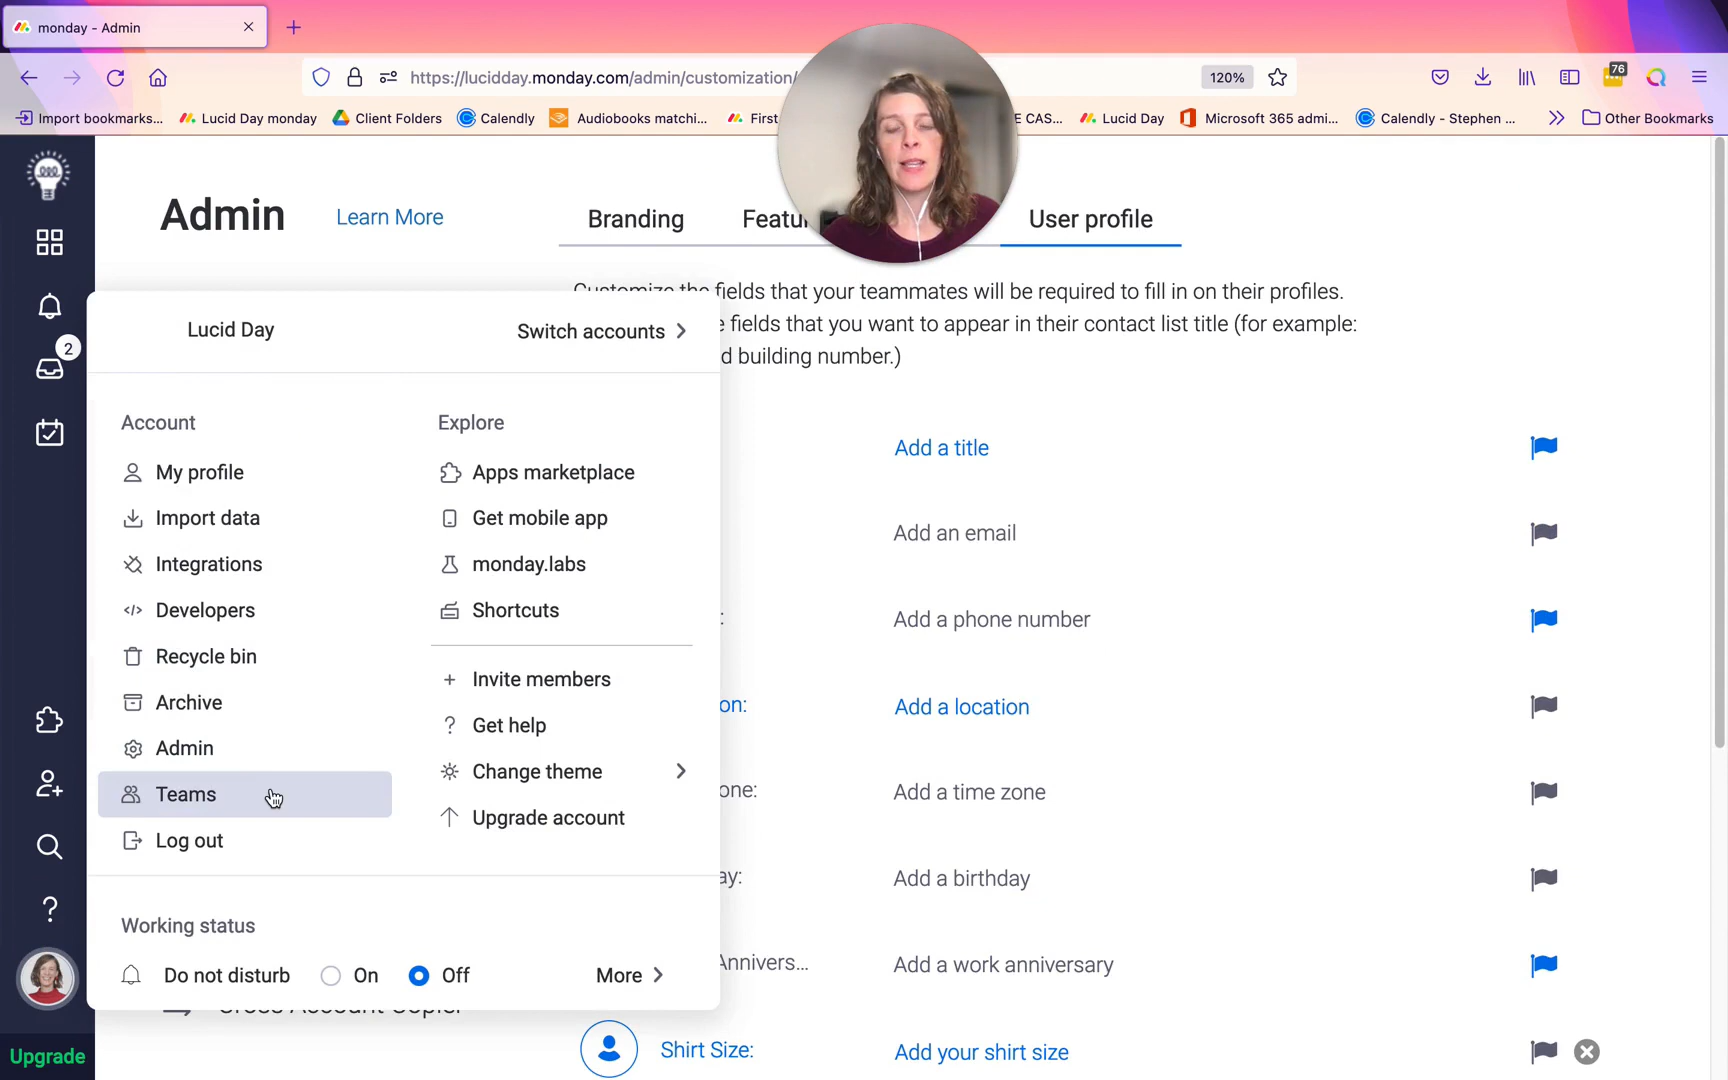 monday - Admin
https://lucidday.monday.com/admin/customization/
120%
76
Import bookmarks...
Lucid Day monday
Client Folders
Calendly
Audiobooks matchi...
First
E CAS...
Lucid Day
Microsoft 365 admi...
Calendly - Stephen ...
Other Bookmarks
Admin
Learn More
Branding
Featu
User profile
Customize the fields that your teammates will be required to fill in on their profiles.
e fields that you want to appear in their contact list title (for example:
d building number.)
Lucid Day
Switch accounts
2
Account
Explore
My profile
Apps marketplace
Import data
Get mobile app
Integrations
monday.labs
Developers
Shortcuts
Recycle bin
Invite members
Archive
Get help
Admin
Change theme
Teams
Upgrade account
Log out
Working status
Do not disturb
On
Off
More
Add a title
Add an email
:
Add a phone number
on:
Add a location
one:
Add a time zone
ay:
Add a birthday
Annivers...
Add a work anniversary
Cross Account Copier
Shirt Size:
Add your shirt size
Upgrade